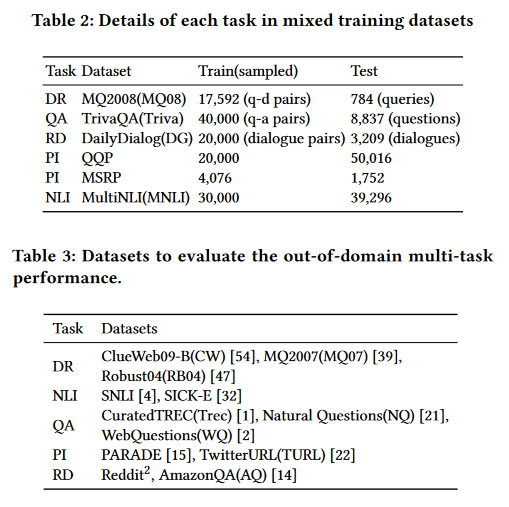 Table 2: Details of each task in mixed training datasets
Task Dataset Train(sampled) Test
DR MQ2008(MQ08) 17,592 (q-d pairs) 784 (queries)
QA TrivaQA(Triva) 40,000 (q-a pairs) 8,837 (questions)
RD DailyDialog(DG) 20,000 (dialogue pairs) 3,209 (dialogues)
PI QQP 20,000 50,016
PI MSRP 4,076 1,752
NLI MultiNLI(MNLI) 30,000 39,296
Table 3: Datasets to evaluate the out-of-domain multi-task
performance.
Task Datasets
DR ClueWeb09-B(CW) [54], MQ2007(MQ07) [39],
Robust04(RB04) [47]
NLI SNLI [4], SICK-E [32]
QA CuratedTREC(Trec) [1], Natural Questions(NQ) [21],
WebQuestions(WQ) [2]
PI PARADE [15], TwitterURL(TURL) [22]
RD Reddit², AmazonQA(AQ) [14]